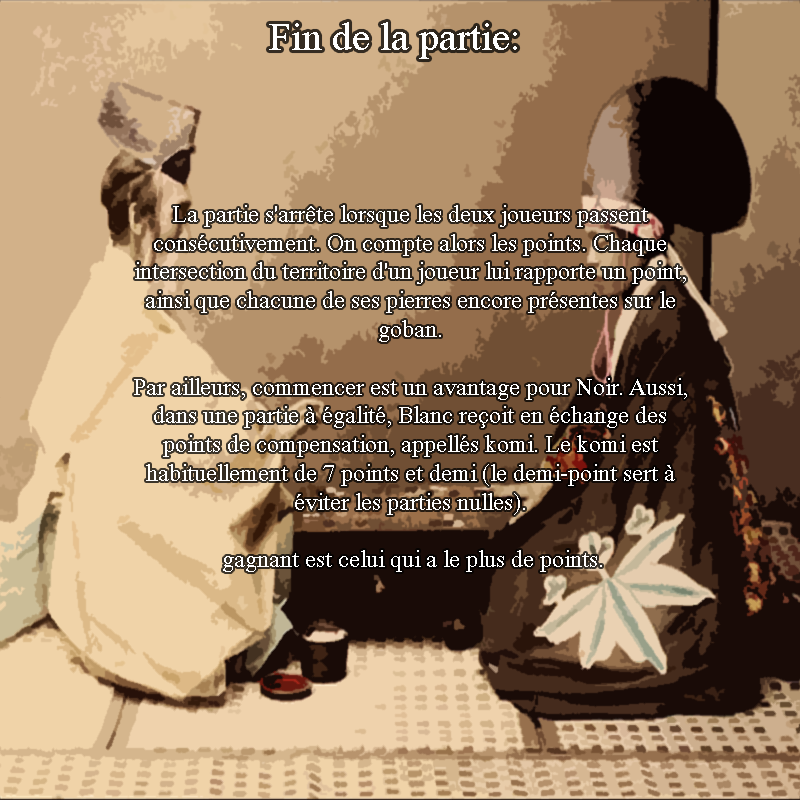 Fin de la partie:
La partie s'arrête lorsque les deux joueurs passent
consécutivement. On compte alors les points. Chaque
intersection du territoire d'un joueur lui rapporte un point,
ainsi que chacune de ses pierres encore présentes sur le
goban.
Par ailleurs, commencer est un avantage pour Noir. Aussi,
dans une partie à égalité, Blanc reçoit en échange des
points de compensation, appellés komi. Le komi est
habituellement de 7 points et demi (le demi-point sert à
éviter les parties nulles).
gagnant est celui qui a le plus de points.